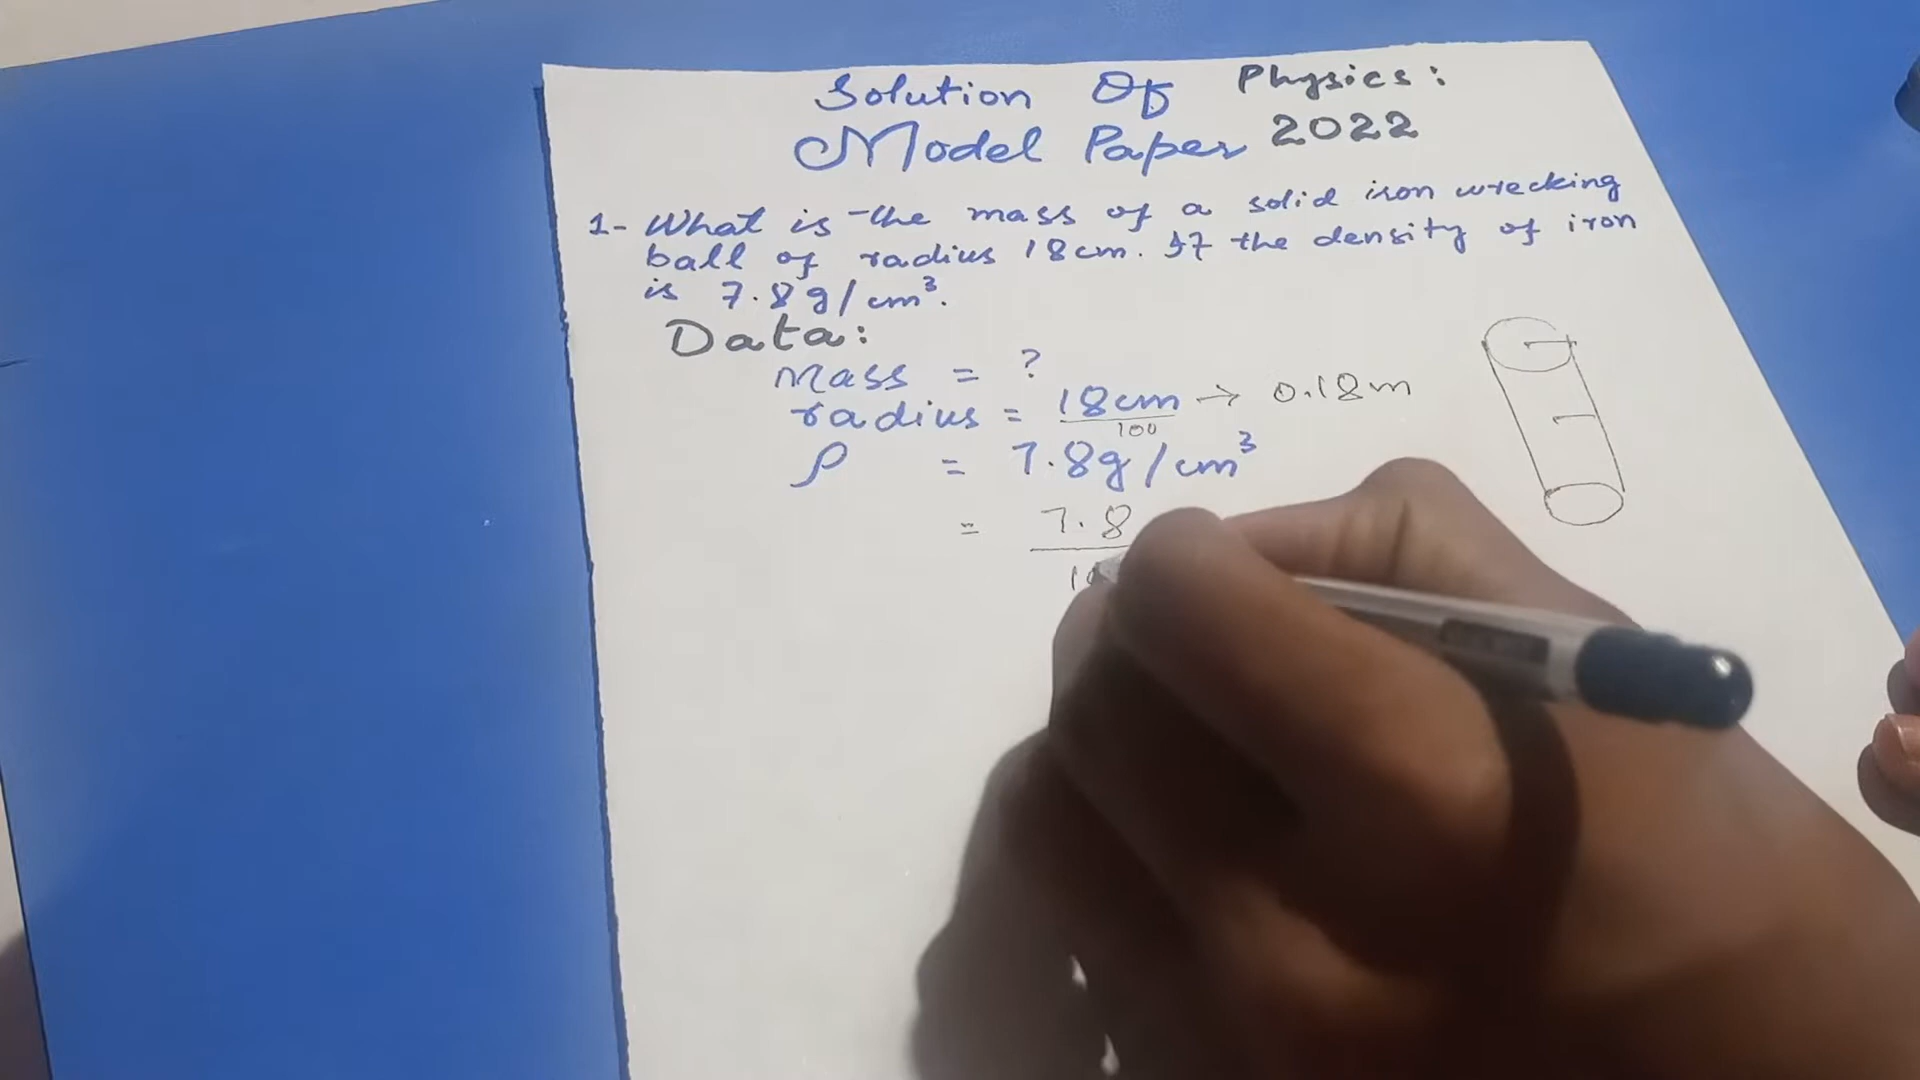 Solution Of Physics:
Model Paper 2022
1- What is the mass of a solid iron wrecking
ball of radius 18cm. If the density of iron
is 7.8g/cm³.
Data:
Mass = ?
radius = 18cm/100 → 0.18m
ρ = 7.8g/cm³
= 7.8